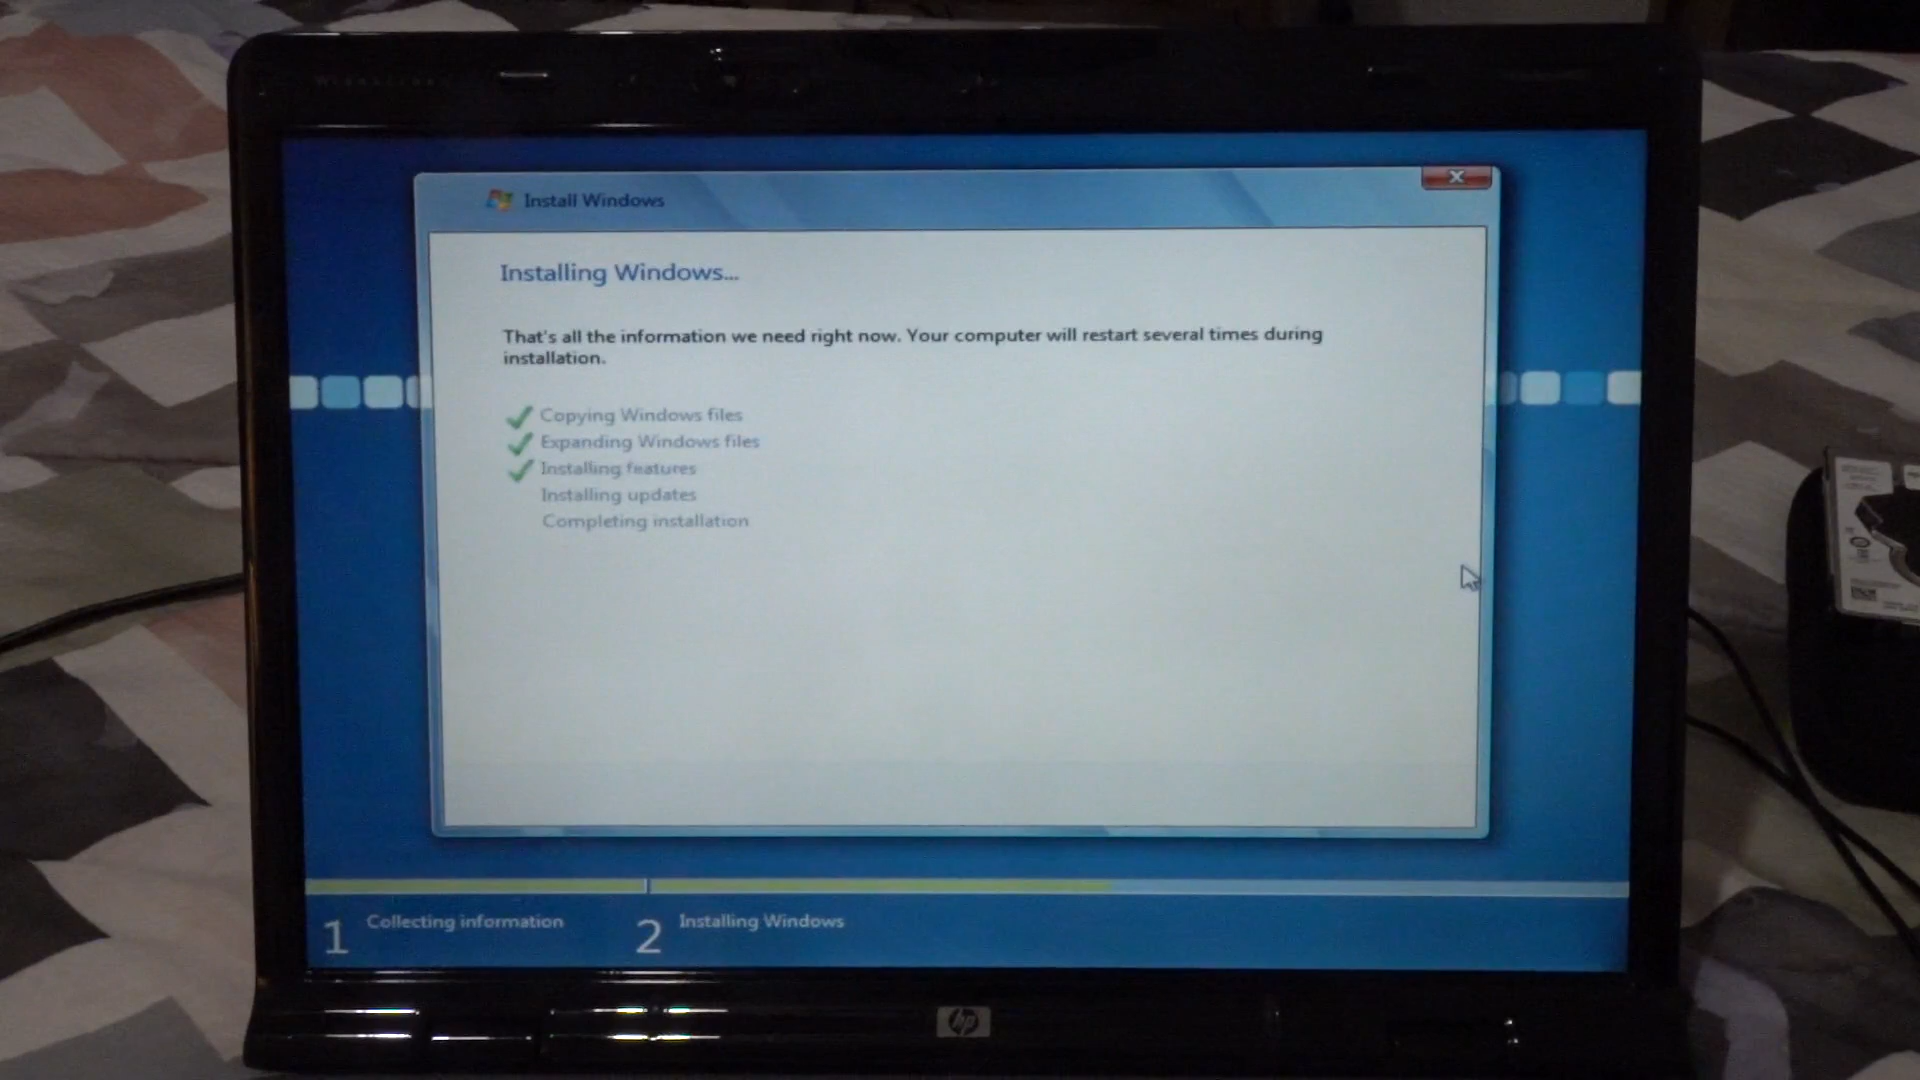 Install Windows
Installing Windows...
That's all the information we need right now. Your computer will restart several times during
installation.
Copying Windows files
Expanding Windows files
Installing features
Installing updates
Completing installation
1 Collecting information
2 Installing Windows
hp